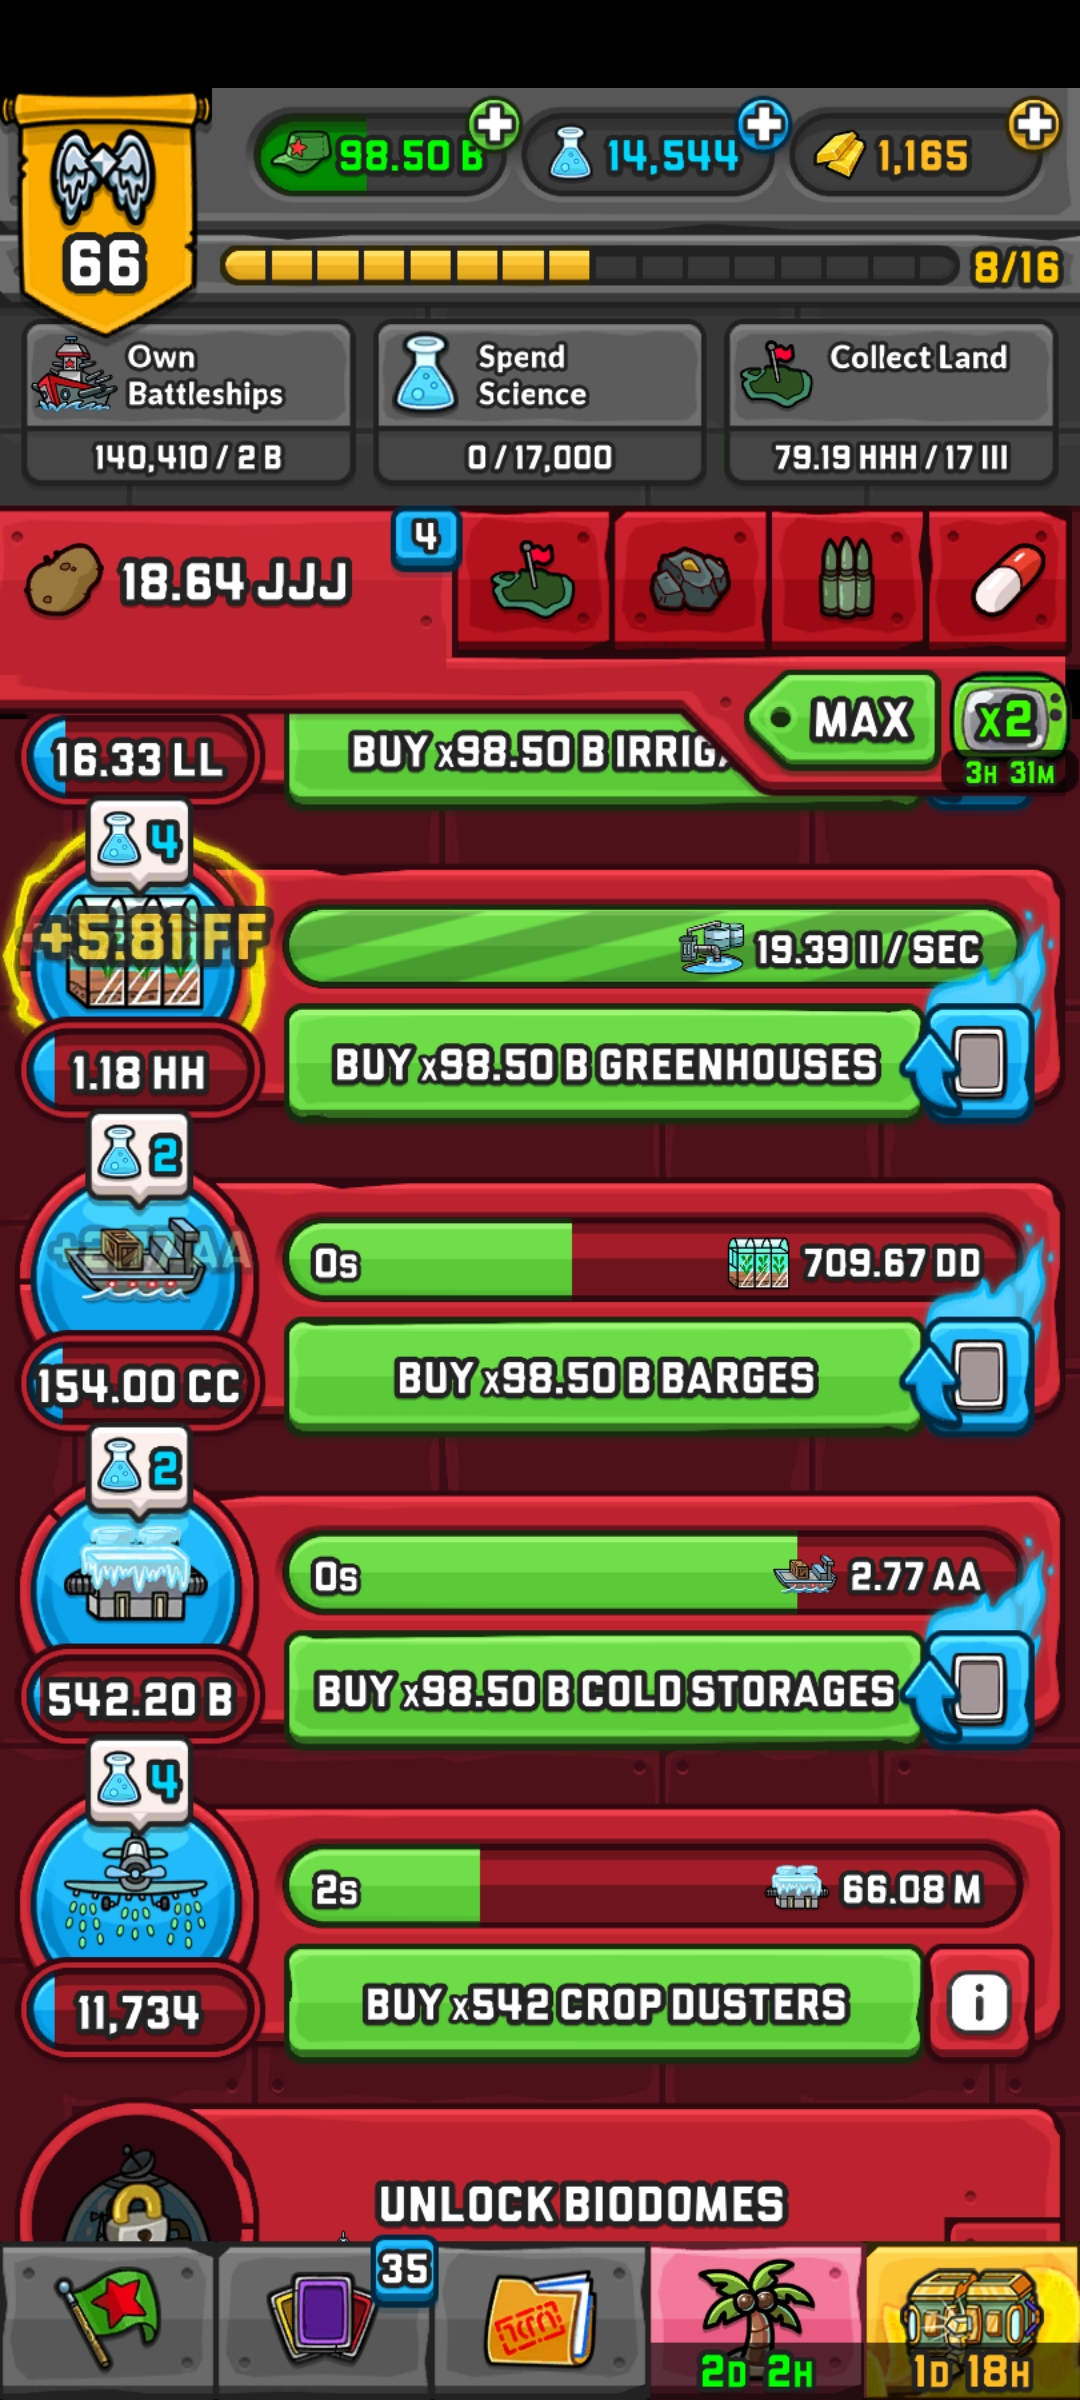 98.50 B
14,544
1,165
66
8/16
Own
Battleships
140,410 / 2 B
Spend
Science
0 / 17,000
Collect Land
79.19 HHH / 17 III
18.64 JJJ
4
MAX
x2
3H 31M
16.33 LL
BUY x98.50 B
4
+5.81 FF
19.39 II / SEC
1.18 HH
BUY x98.50 B GREENHOUSES
2
0s
709.67 DD
154.00 CC
BUY x98.50 B BARGES
2
0s
2.77 AA
542.20 B
BUY x98.50 B COLD STORAGES
4
2s
66.08 M
11,734
BUY x542 CROP DUSTERS
i
UNLOCK BIODOMES
35
2D 2H
1D 18H